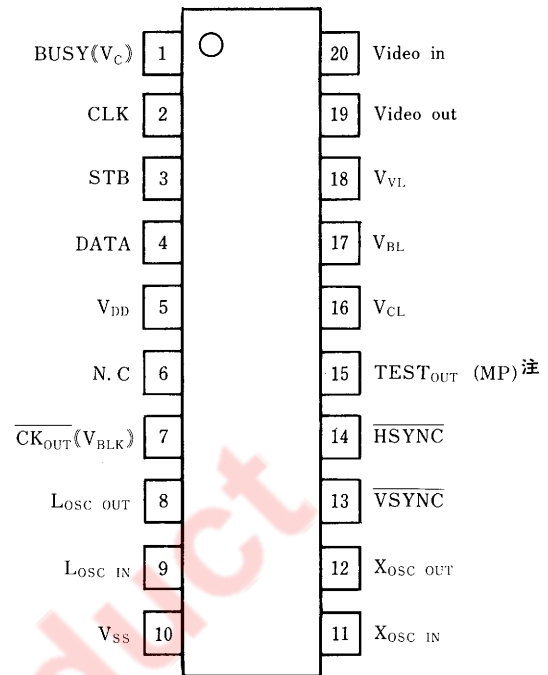 BUSY(VC) 1
CLK 2
STB 3
DATA 4
VDD 5
N.C 6
CKOUT(VBLK) 7
LOSC OUT 8
LOSC IN 9
VSS 10
20 Video in
19 Video out
18 VVL
17 VBL
16 VCL
15 TESTOUT (MP)注
14 HSYNC
13 VSYNC
12 XOSC OUT
11 XOSC IN
duct